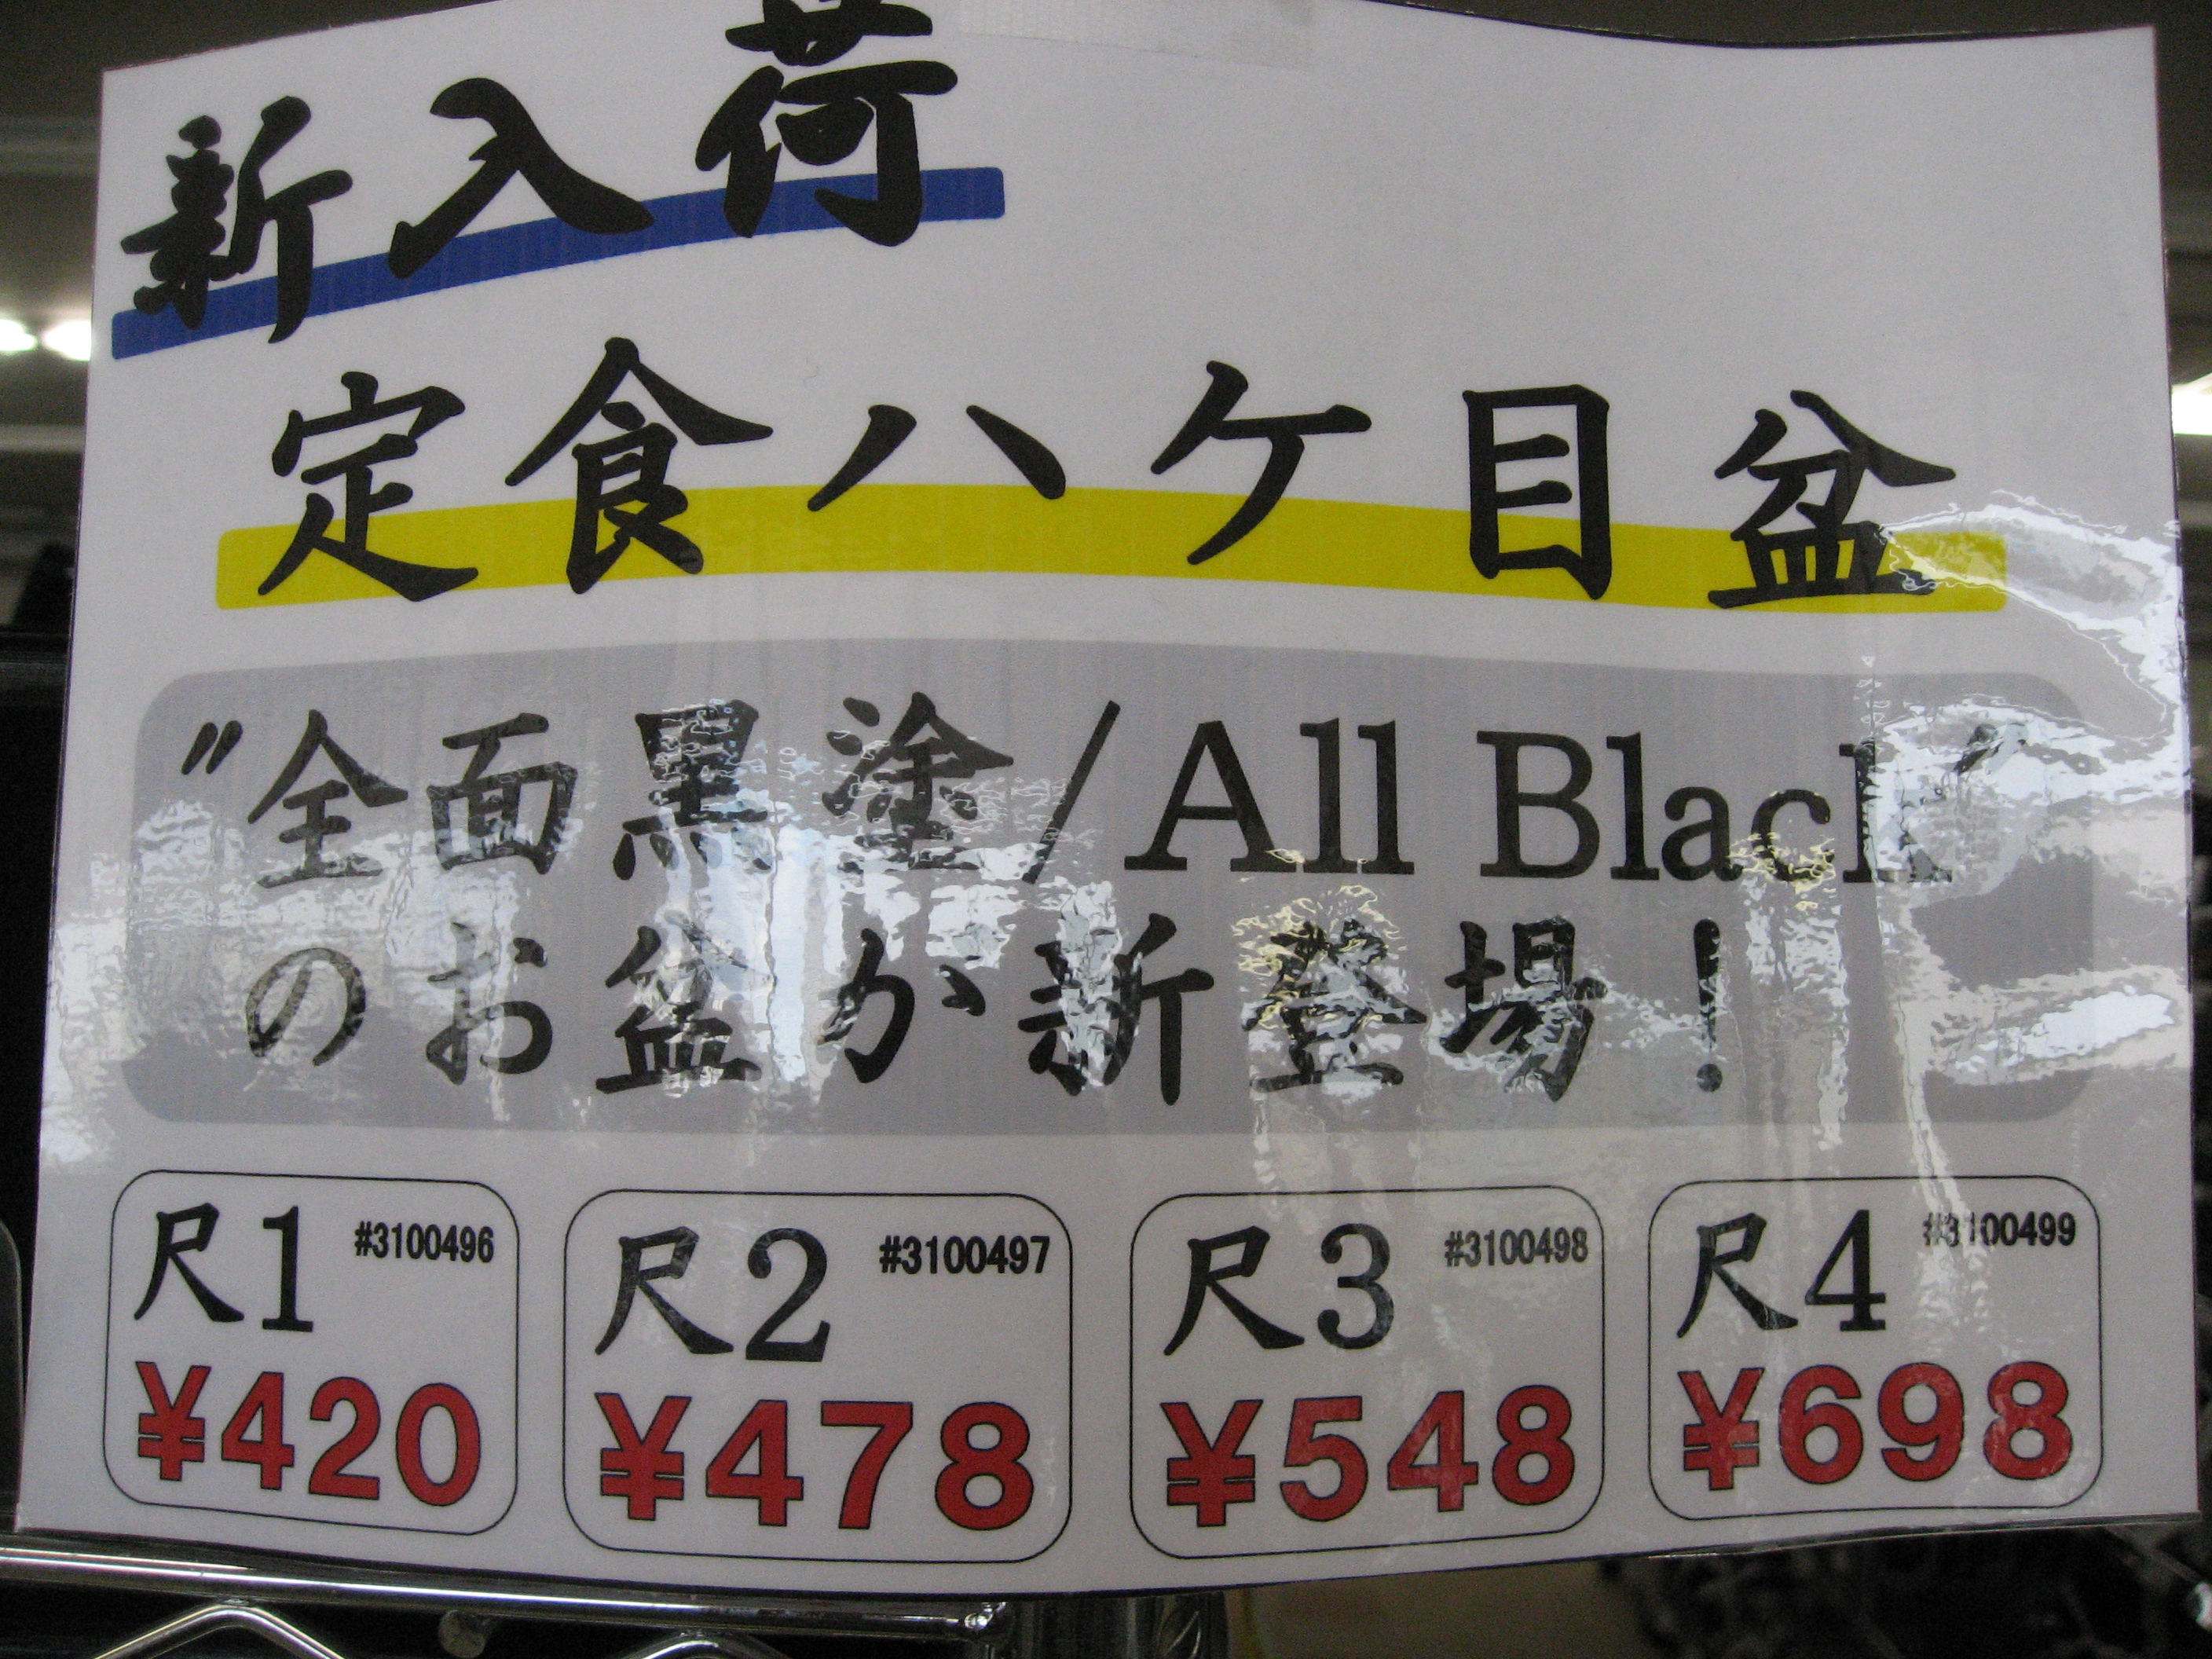 新入荷
定食ハケ目盆
"全面黒塗/All Black"
のお盆が新登場!
尺1 #3100496
¥420
尺2 #3100497
¥478
尺3 #3100498
¥548
尺4 #3100499
¥698